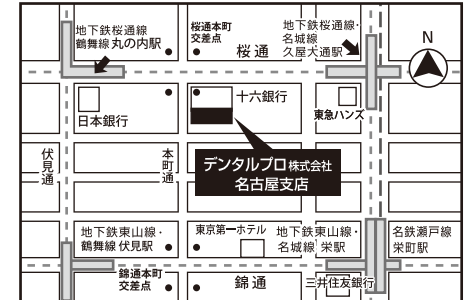 地下鉄桜通線
鶴舞線 丸の内駅
桜通本町
交差点
桜 通
地下鉄桜通線・
名城線
久屋大通駅
N
日本銀行
十六銀行
東急ハンズ
伏見通
本町通
デンタルプロ株式会社
名古屋支店
地下鉄東山線・
鶴舞線 伏見駅
東京第一ホテル
地下鉄東山線・
名城線 栄駅
名鉄瀬戸線
栄町駅
錦通本町
交差点
錦 通
三井住友銀行